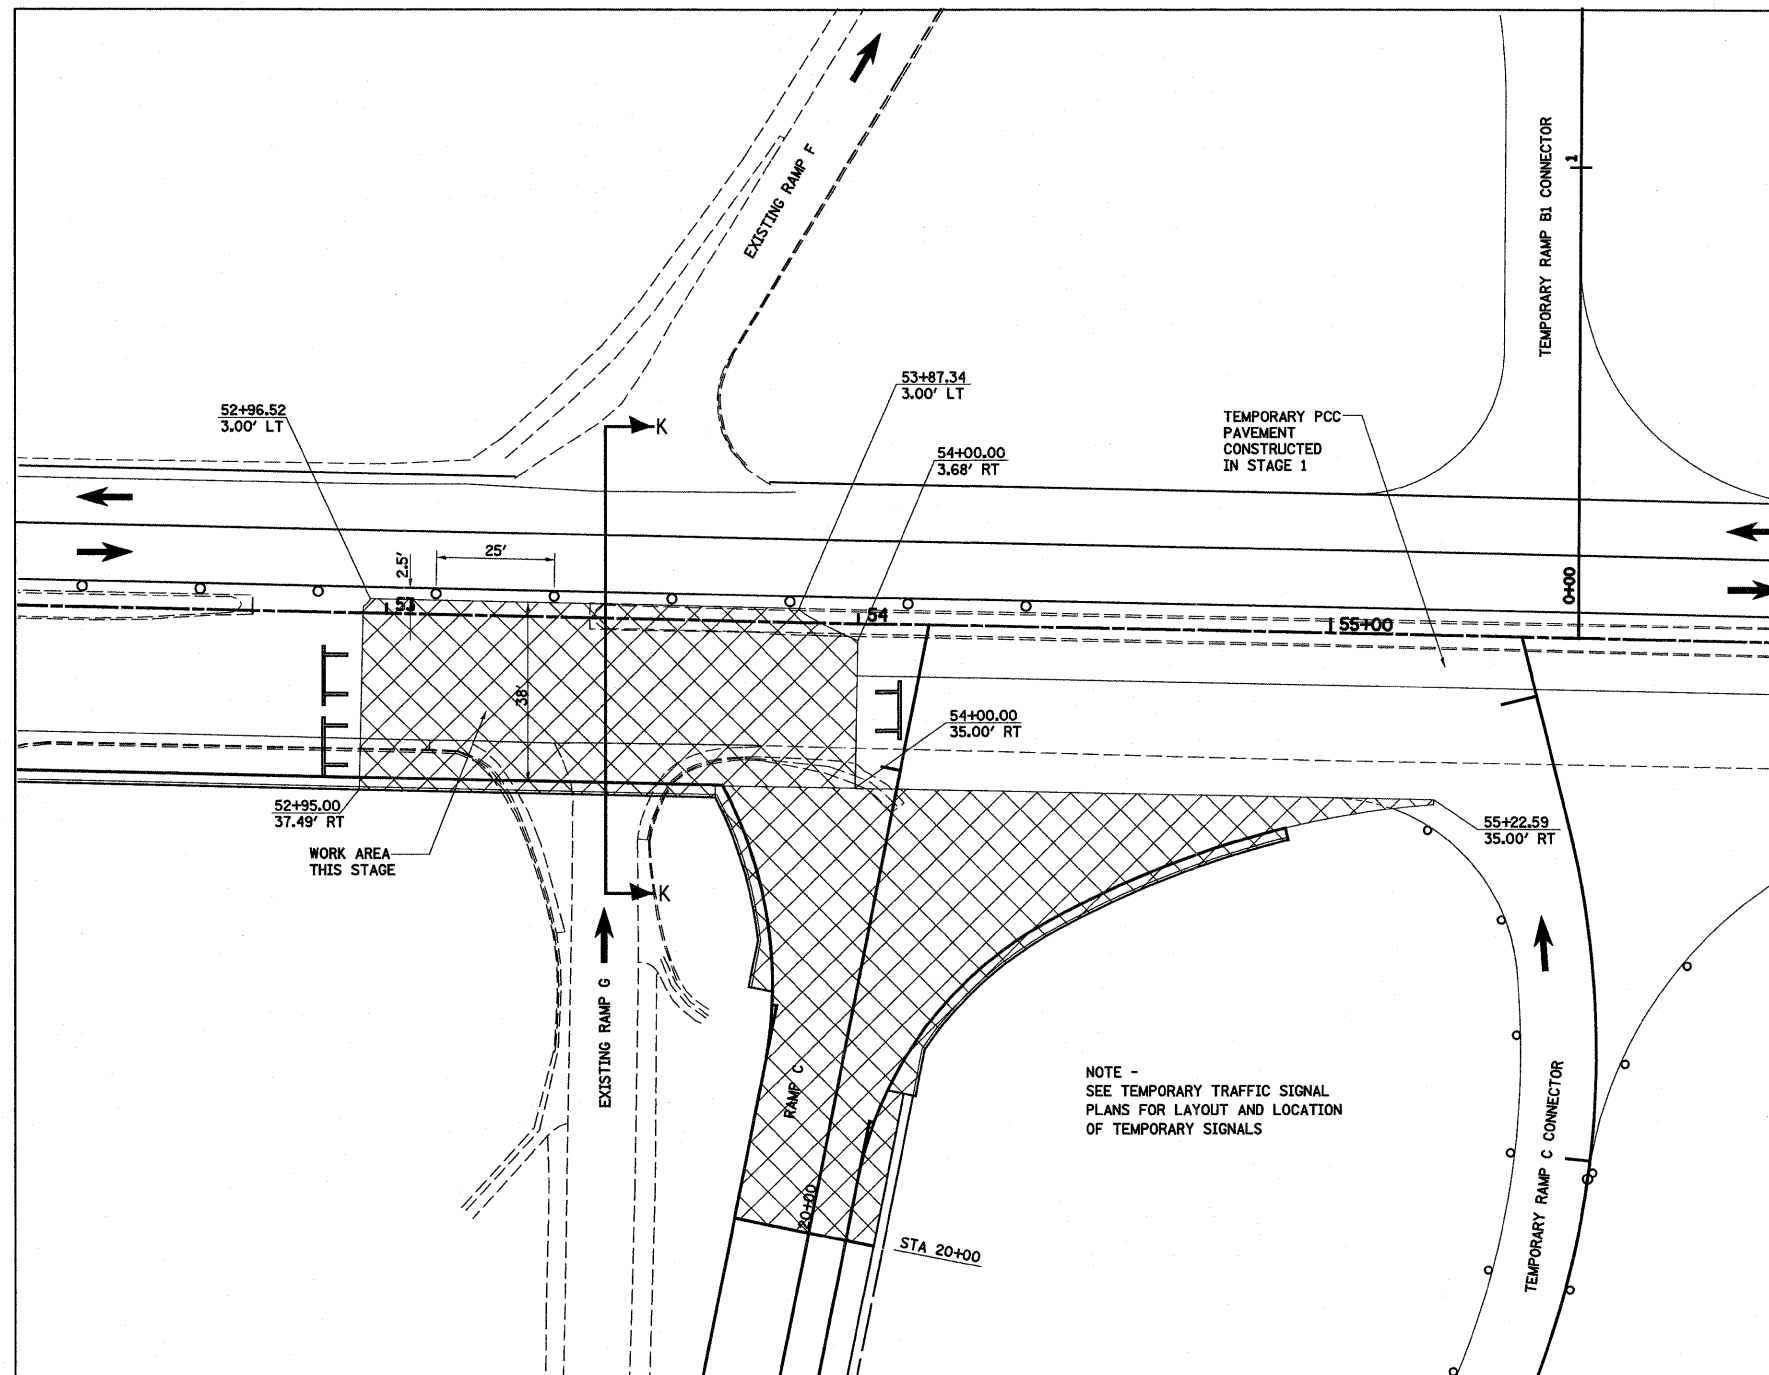 EXISTING RAMP F
TEMPORARY RAMP B1 CONNECTOR
1
53+87.34
3.00' LT
52+96.52
3.00' LT
K
54+00.00
3.68' RT
TEMPORARY PCC
PAVEMENT
CONSTRUCTED
IN STAGE 1
2.5'
25'
0+00
53
54
55+00
38'
54+00.00
35.00' RT
52+95.00
37.49' RT
55+22.59
35.00' RT
WORK AREA
THIS STAGE
K
EXISTING RAMP G
RAMP C
NOTE -
SEE TEMPORARY TRAFFIC SIGNAL
PLANS FOR LAYOUT AND LOCATION
OF TEMPORARY SIGNALS
TEMPORARY RAMP C CONNECTOR
20+00
STA 20+00